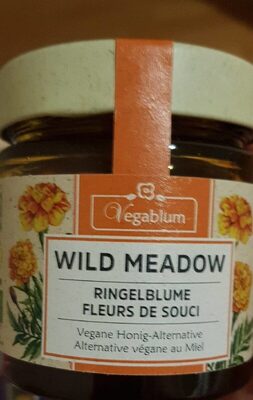 Vegablum
WILD MEADOW
RINGELBLUME
FLEURS DE SOUCI
Vegane Honig-Alternative
Alternative végane au Miel